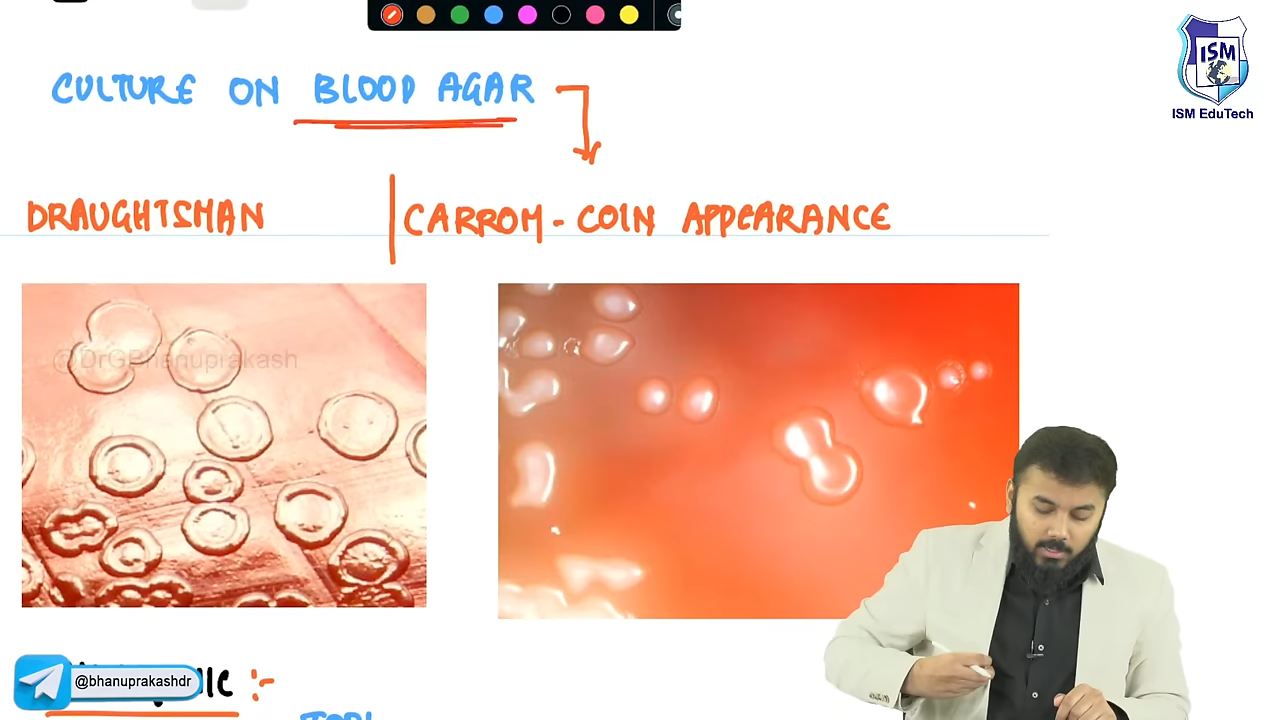 CULTURE ON BLOOD AGAR
ISM
ISM EduTech
DRAUGHTSMAN | CARROM - COIN APPEARANCE
@DrGBhanuprakash
@bhanuprakashdr